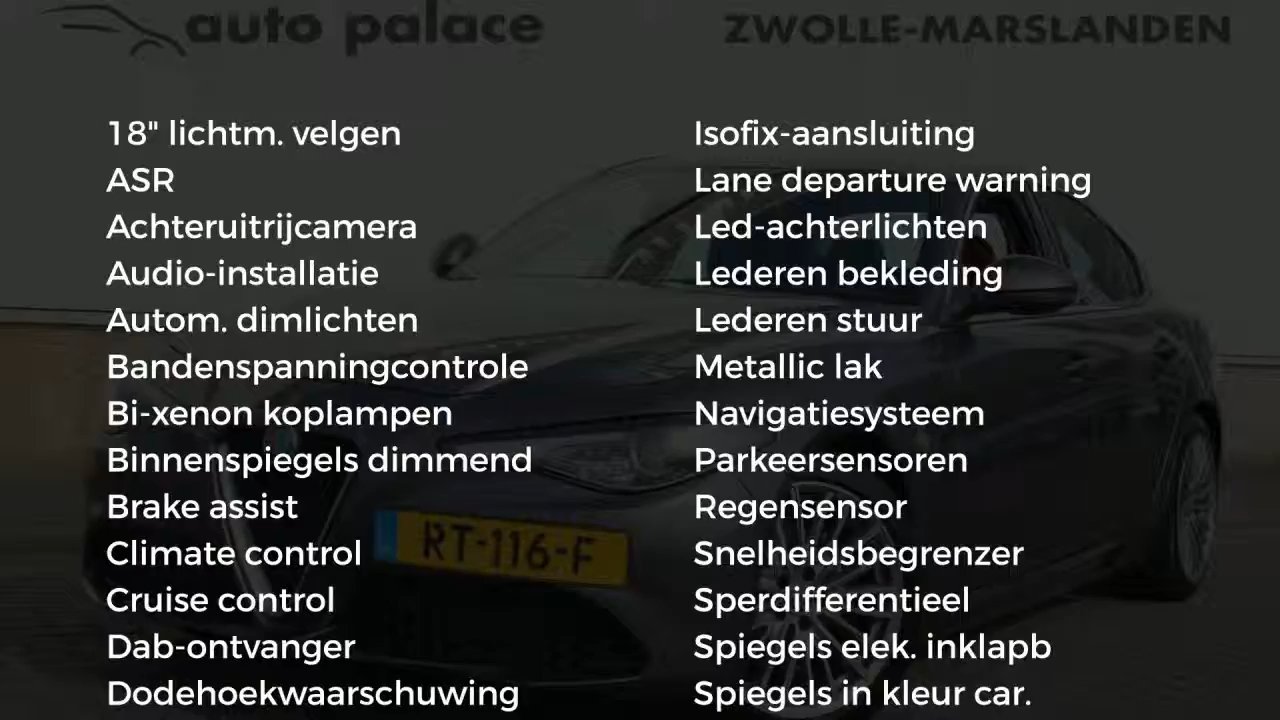 auto palace
ZWOLLE-MARSLANDEN
18" lichtm. velgen
ASR
Achteruitrijcamera
Audio-installatie
Autom. dimlichten
Bandenspanningcontrole
Bi-xenon koplampen
Binnenspiegels dimmend
Brake assist
Climate control
Cruise control
Dab-ontvanger
Dodehoekwaarschuwing
Isofix-aansluiting
Lane departure warning
Led-achterlichten
Lederen bekleding
Lederen stuur
Metallic lak
Navigatiesysteem
Parkeersensoren
Regensensor
Snelheidsbegrenzer
Sperdifferentieel
Spiegels elek. inklapb
Spiegels in kleur car.
RT-116-F